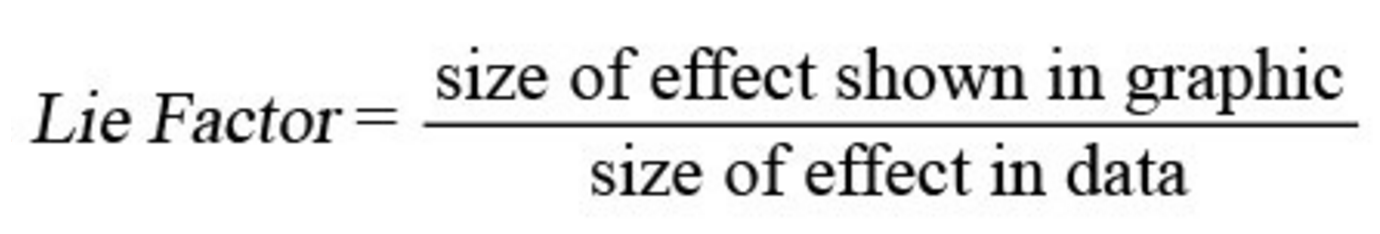 Lie Factor = 
size of effect shown in graphic
size of effect in data